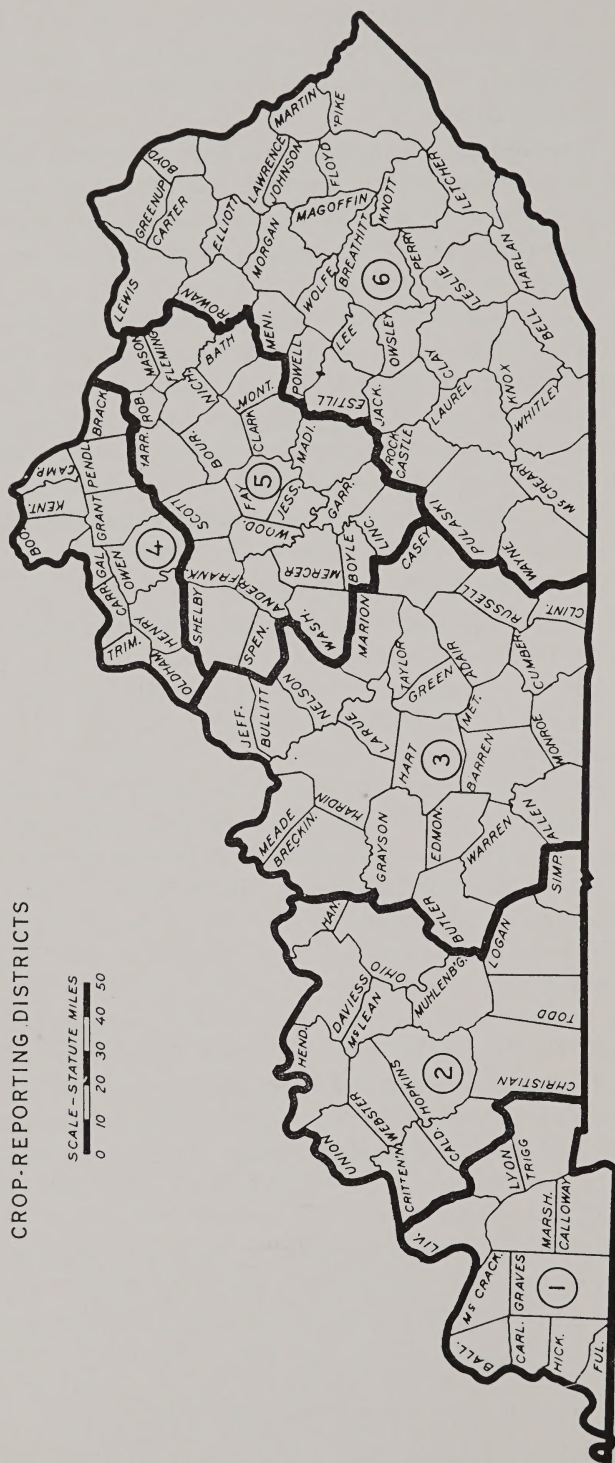 CROP-REPORTING DISTRICTS
SCALE-STATUTE MILES
0 10 20 30 40 50
BALL.
CARL.
HICK.
FUL.
Mc CRACK.
GRAVES
1
LIV.
MARSH.
CALLOWAY
LYON
TRIGG
CRITTEN'N
UNION
WEBSTER
CALD.
HOPKINS
2
HEND.
DAVIESS
McLEAN
OHIO
HAN.
MUHLENB'G.
CHRISTIAN
TODD
LOGAN
SIMP.
BUTLER
WARREN
ALLEN
EDMON.
GRAYSON
MEADE
BRECKIN.
HARDIN
HART
3
BARREN
MONROE
MET.
JEFF.
BULLITT
NELSON
LARUE
GREEN
TAYLOR
ADAIR
CUMBER
CLINT.
RUSSELL
CASEY
MARION
OLDHAM
TRIM.
HENRY
CARR.
GAL.
OWEN
4
GRANT
PENDL.
BOO.
KENT.
CAMP.
BRACK.
SHELBY
SPEN.
WASH.
ANDER.
FRANK.
MERCER
BOYLE
LINC.
GARR.
JESS.
WOOD.
FA
5
SCOTT
BOUR.
HARR.
ROB.
MASON
FLEMING
NICH.
BATH
MONT.
CLARK
MADI.
LEWIS
GREENUP
BOYD
CARTER
ROWAN
ELLIOTT
LAWRENCE
JOHNSON
MARTIN
PIKE
FLOYD
MAGOFFIN
MORGAN
MENI.
POWELL
WOLFE
BREATHITT
KNOTT
LETCHER
PERRY
6
LESLIE
HARLAN
LEE
OWSLEY
ESTILL
JACK.
CLAY
BELL
KNOX
LAUREL
WHITLEY
ROCK
CASTLE
PULASKI
McCREARY
WAYNE